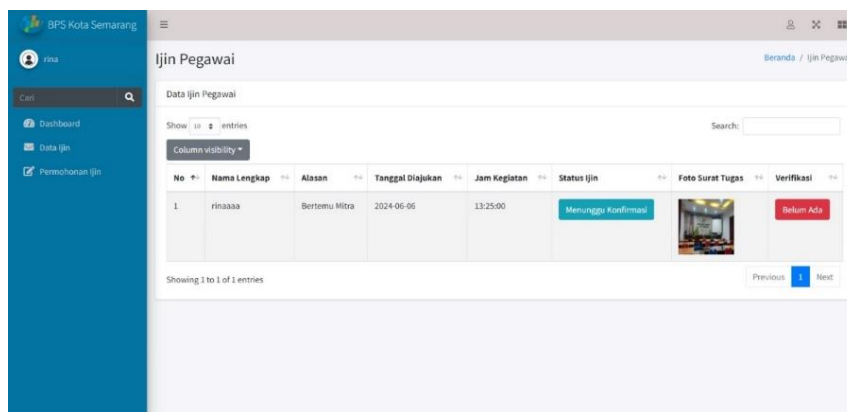 BPS Kota Semarang
rina
Cari
Dashboard
Data Ijin
Permohonan Ijin
Ijin Pegawai
Beranda / Ijin Pegawai
Data Ijin Pegawai
Show 10 entries
Search:
Column visibility
No Nama Lengkap Alasan Tanggal Diajukan Jam Kegiatan Status Ijin Foto Surat Tugas Verifikasi
1 rinaaaa Bertemu Mitra 2024-06-06 13:25:00 Menunggu Konfirmasi Belum Ada
Showing 1 to 1 of 1 entries
Previous 1 Next